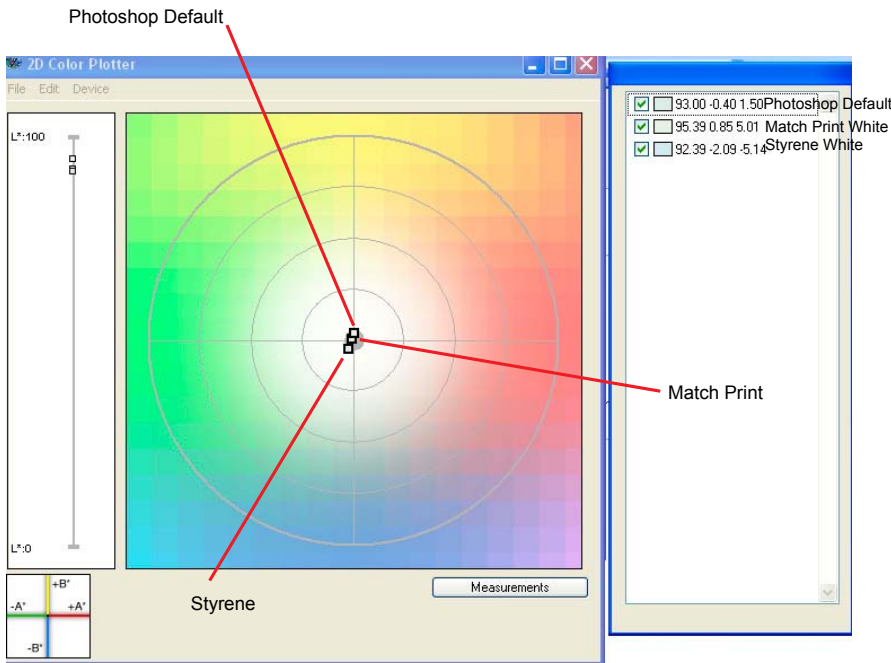 Photoshop Default
2D Color Plotter
File Edit Device
L*:100
93.00 -0.40 1.50 Photoshop Default
95.39 0.85 5.01 Match Print White
92.39 -2.09 -5.14 Styrene White
Match Print
L*:0
Measurements
+B*
-A* +A*
-B*
Styrene